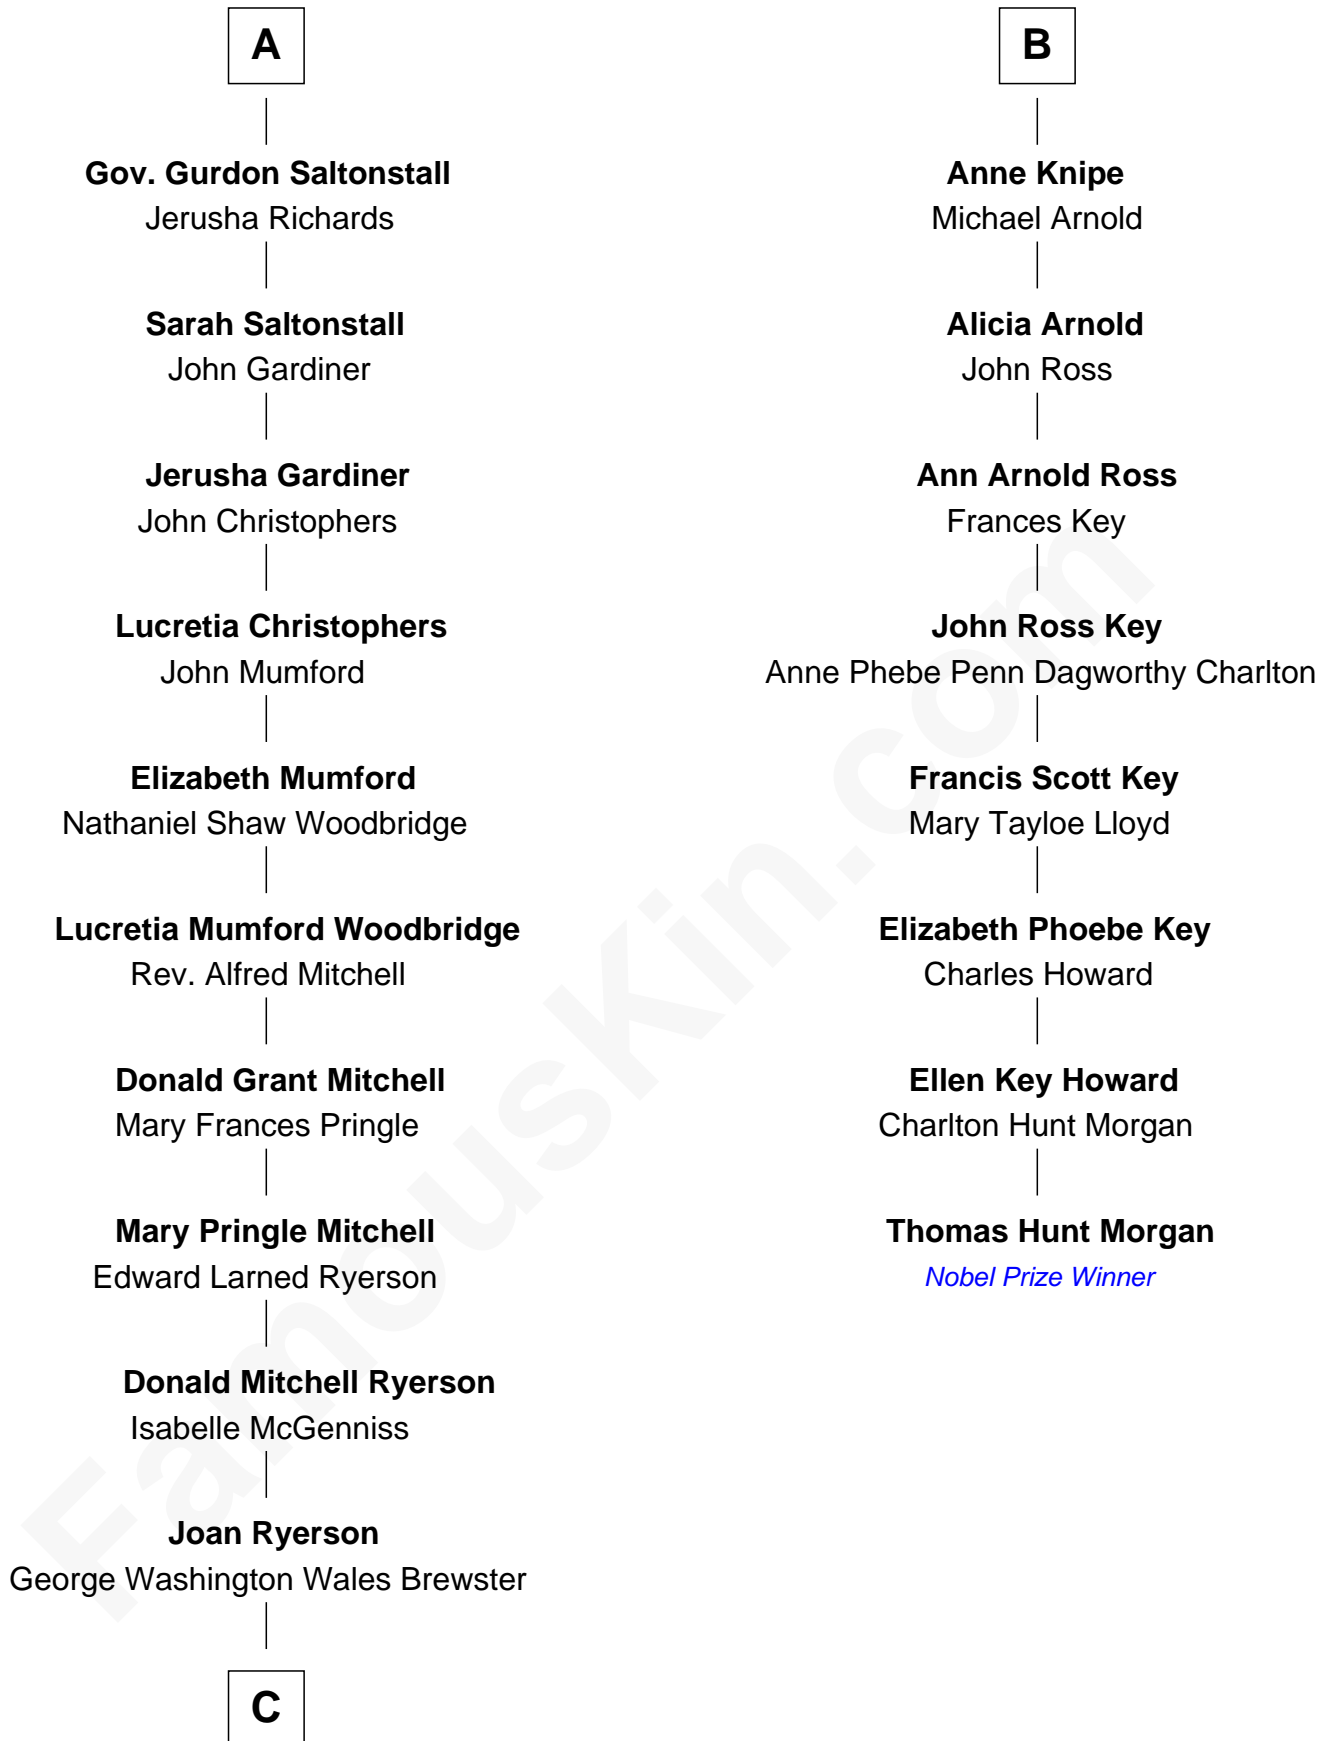 A
Gov. Gurdon Saltonstall
Jerusha Richards
Sarah Saltonstall
John Gardiner
Jerusha Gardiner
John Christophers
Lucretia Christophers
John Mumford
Elizabeth Mumford
Nathaniel Shaw Woodbridge
Lucretia Mumford Woodbridge
Rev. Alfred Mitchell
Donald Grant Mitchell
Mary Frances Pringle
Mary Pringle Mitchell
Edward Larned Ryerson
Donald Mitchell Ryerson
Isabelle McGenniss
Joan Ryerson
George Washington Wales Brewster
C
B
Anne Knipe
Michael Arnold
Alicia Arnold
John Ross
Ann Arnold Ross
Frances Key
John Ross Key
Anne Phebe Penn Dagworthy Charlton
Francis Scott Key
Mary Tayloe Lloyd
Elizabeth Phoebe Key
Charles Howard
Ellen Key Howard
Charlton Hunt Morgan
Thomas Hunt Morgan
Nobel Prize Winner
FamousKin.com